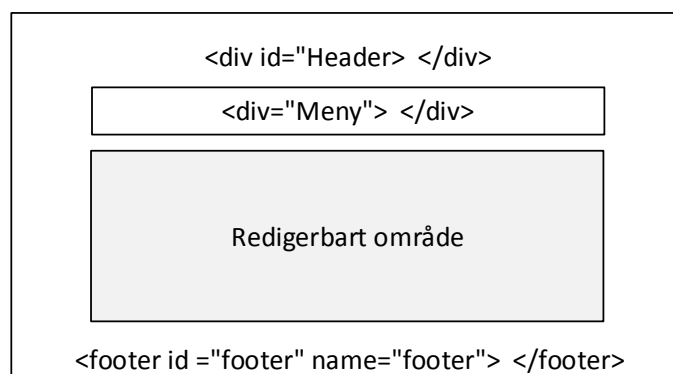 <div id="Header> </div>
<div="Meny"> </div>
Redigerbart område
<footer id ="footer" name="footer"> </footer>